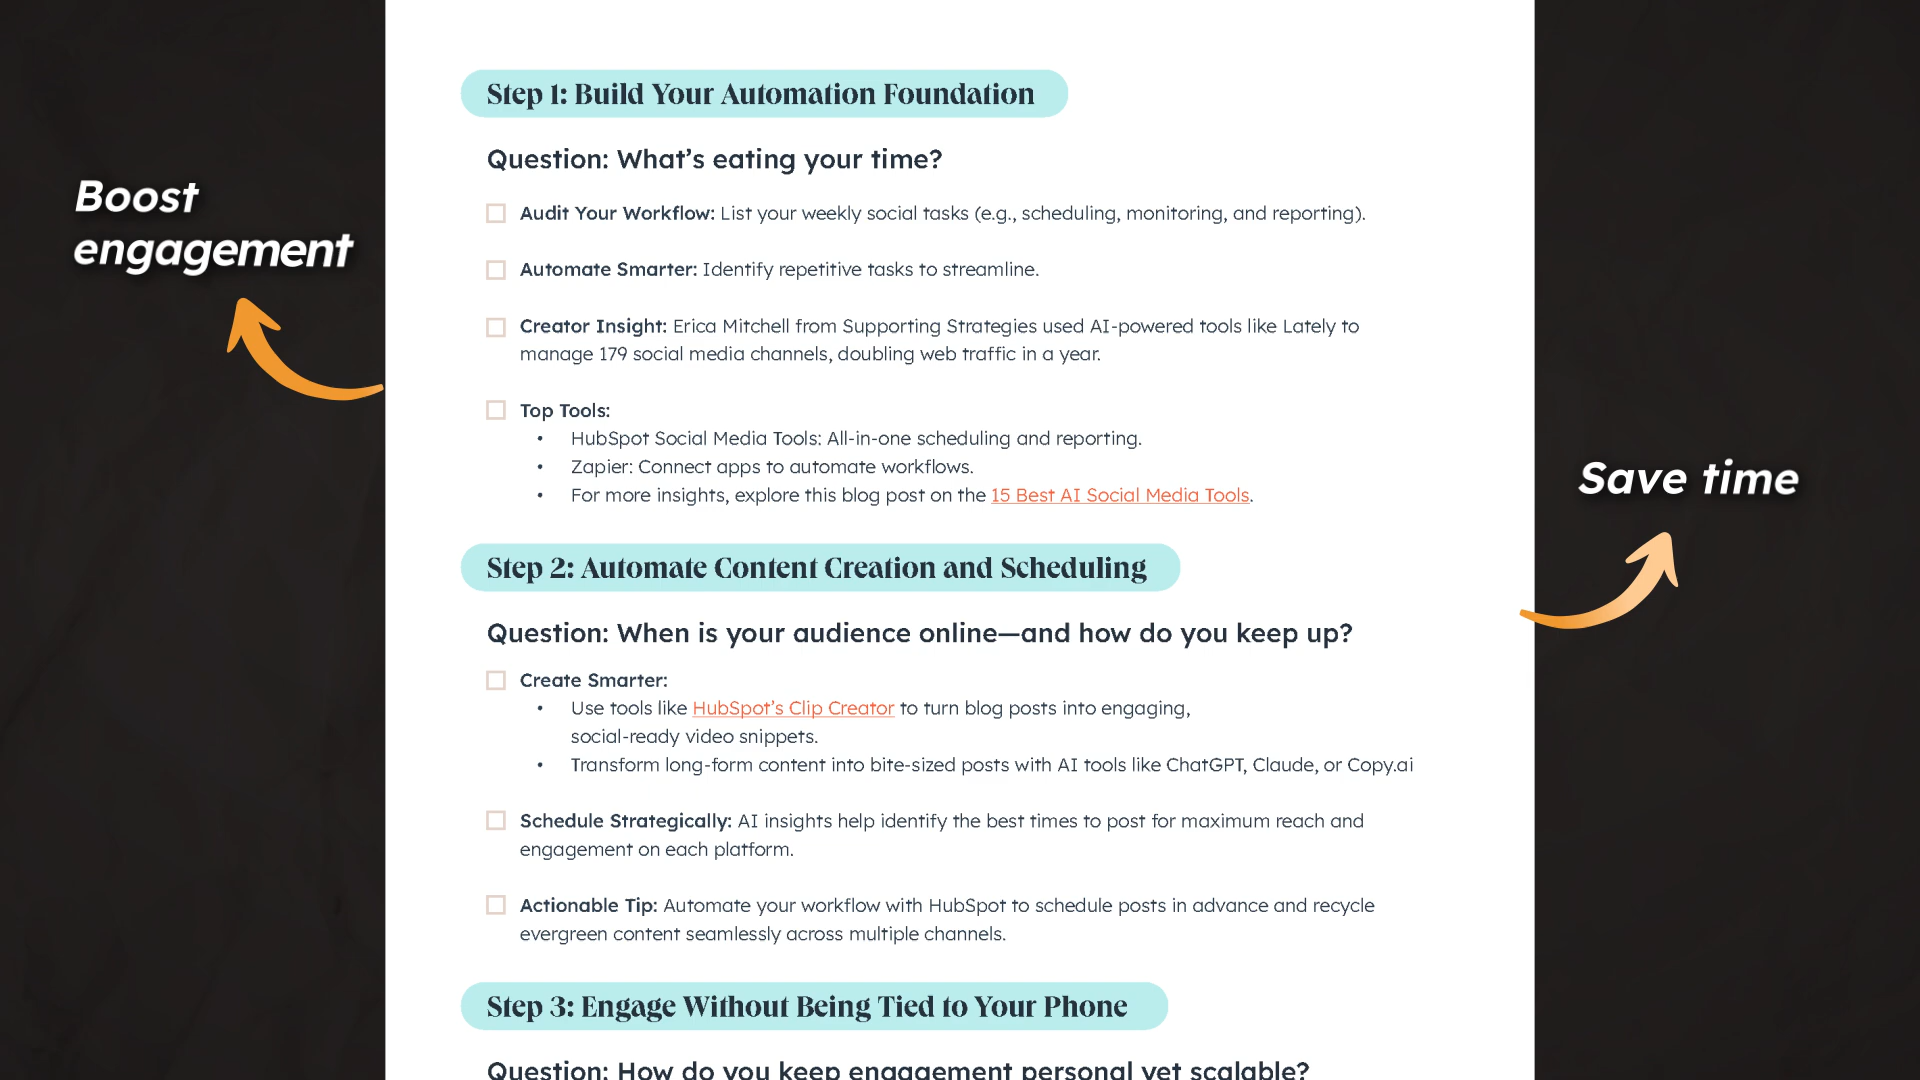 Boost
engagement
Step 1: Build Your Automation Foundation
Question: What’s eating your time?
Audit Your Workflow: List your weekly social tasks (e.g., scheduling, monitoring, and reporting).
Automate Smarter: Identify repetitive tasks to streamline.
Creator Insight: Erica Mitchell from Supporting Strategies used AI-powered tools like Lately to
manage 179 social media channels, doubling web traffic in a year.
Top Tools:
• HubSpot Social Media Tools: All-in-one scheduling and reporting.
• Zapier: Connect apps to automate workflows.
• For more insights, explore this blog post on the 15 Best AI Social Media Tools.
Step 2: Automate Content Creation and Scheduling
Question: When is your audience online—and how do you keep up?
Create Smarter:
• Use tools like HubSpot’s Clip Creator to turn blog posts into engaging,
social-ready video snippets.
• Transform long-form content into bite-sized posts with AI tools like ChatGPT, Claude, or Copy.ai
Schedule Strategically: AI insights help identify the best times to post for maximum reach and
engagement on each platform.
Actionable Tip: Automate your workflow with HubSpot to schedule posts in advance and recycle
evergreen content seamlessly across multiple channels.
Step 3: Engage Without Being Tied to Your Phone
Question: How do you keep engagement personal yet scalable?
Save time